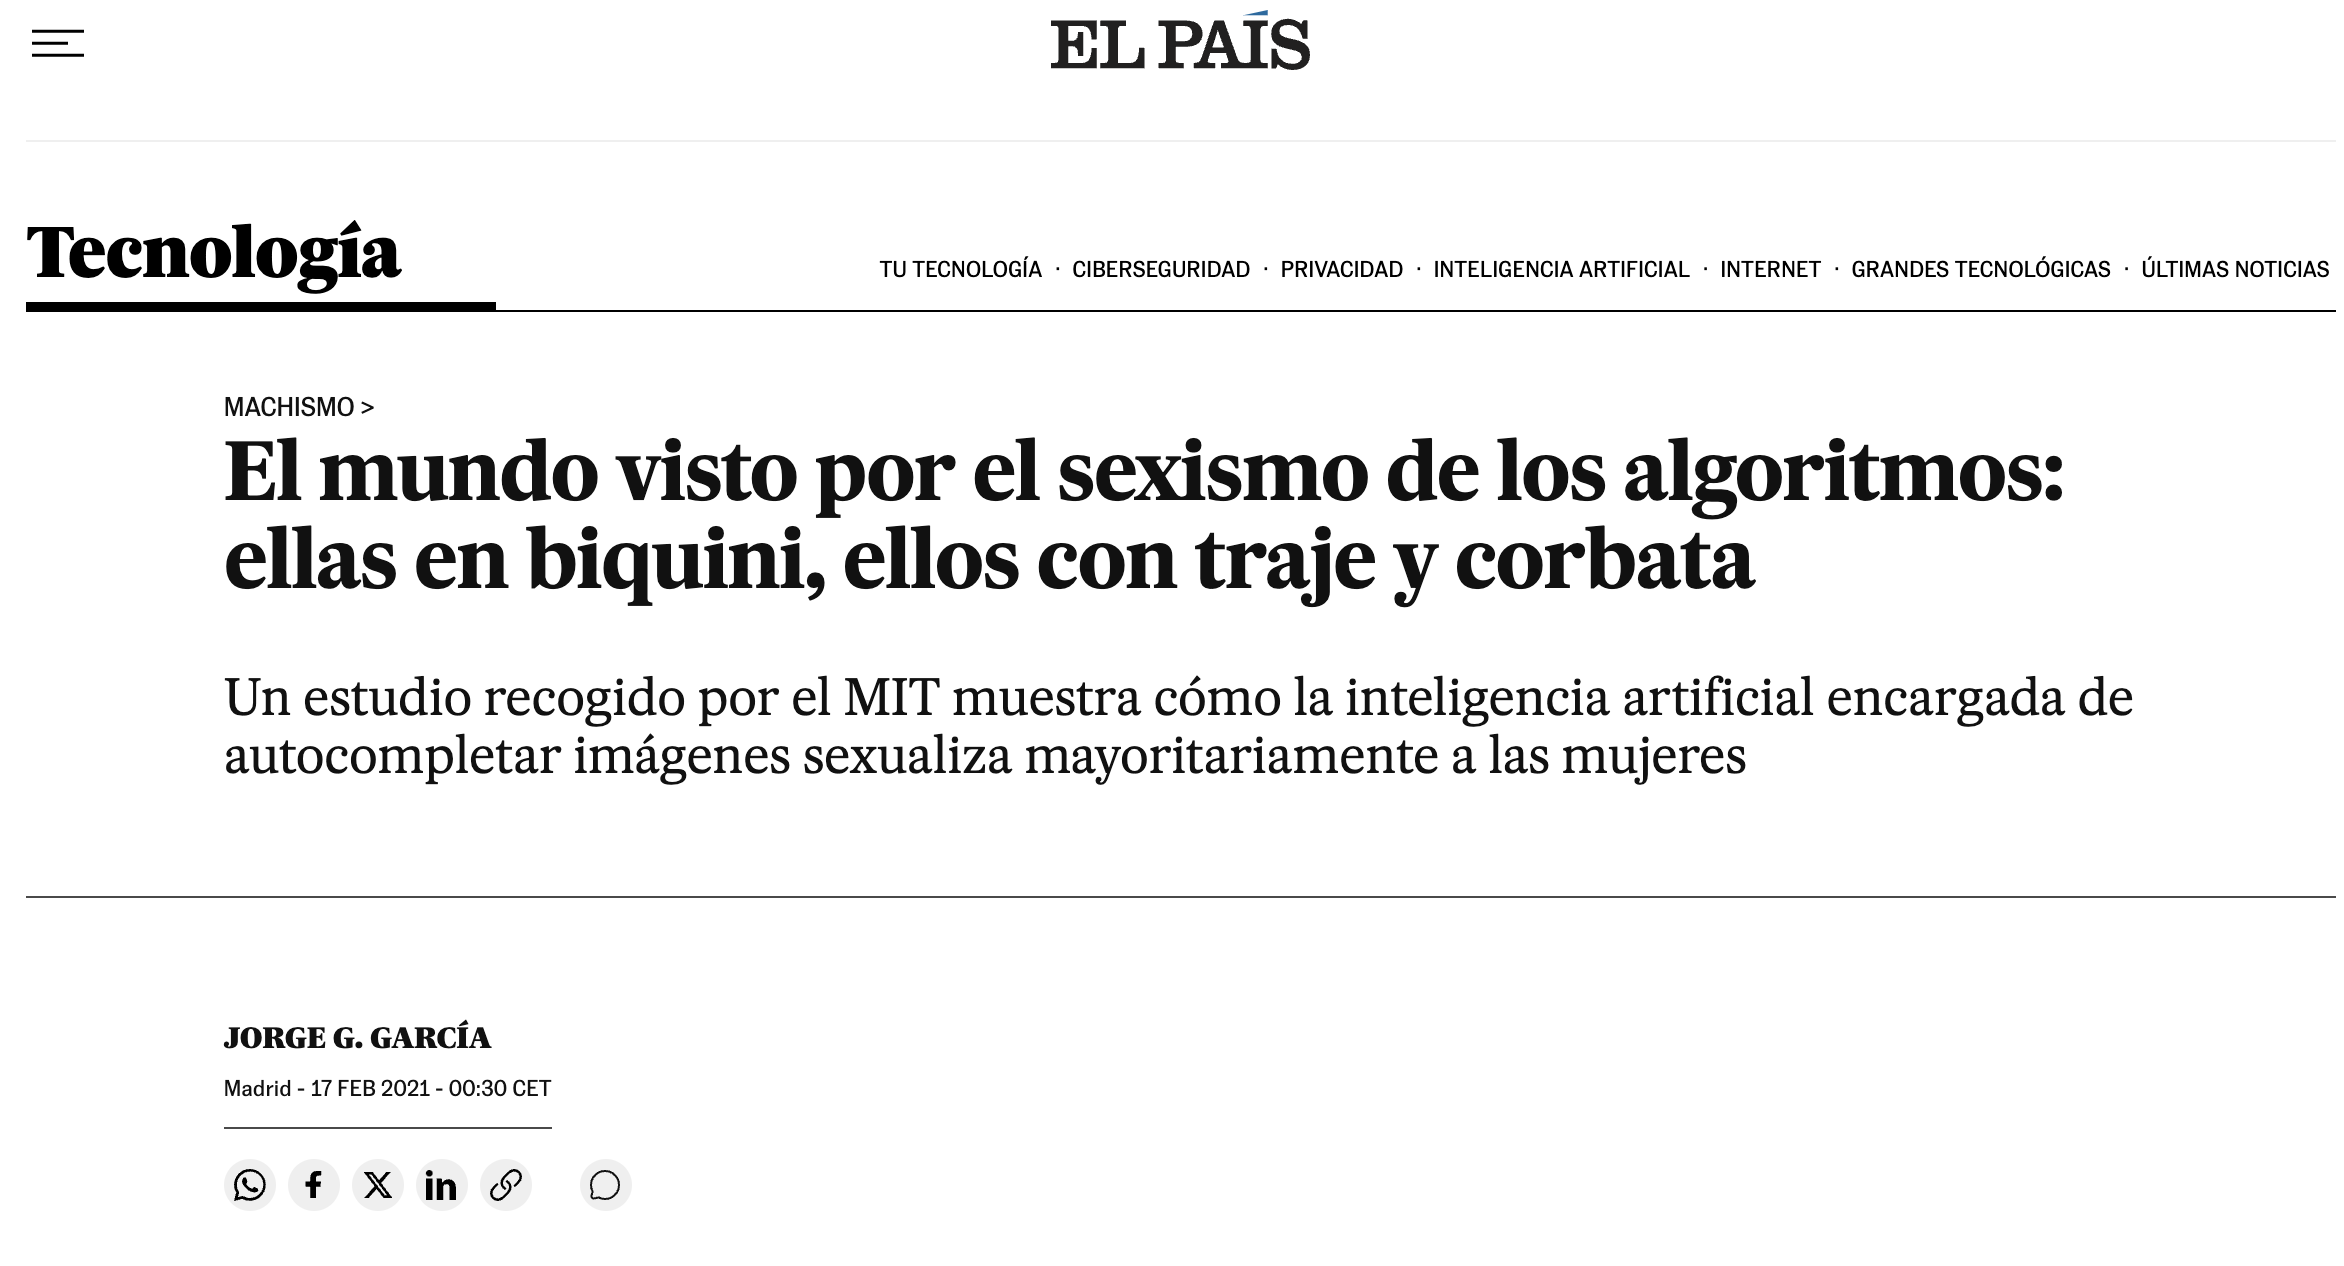 EL PAÍS
Tecnología
TU TECNOLOGÍA · CIBERSEGURIDAD · PRIVACIDAD · INTELIGENCIA ARTIFICIAL · INTERNET · GRANDES TECNOLÓGICAS · ÚLTIMAS NOTICIAS
MACHISMO >
El mundo visto por el sexismo de los algoritmos:
ellas en biquini, ellos con traje y corbata
Un estudio recogido por el MIT muestra cómo la inteligencia artificial encargada de
autocompletar imágenes sexualiza mayoritariamente a las mujeres
JORGE G. GARCÍA
Madrid - 17 FEB 2021 - 00:30 CET